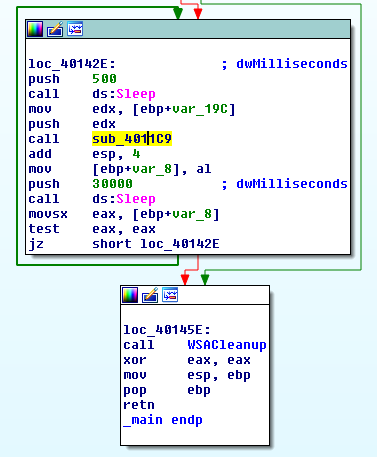 loc_40142E: ; dwMilliseconds
push 500
call ds:Sleep
mov edx, [ebp+var_19C]
push edx
call sub_4011C9
add esp, 4
mov [ebp+var_8], al
push 30000 ; dwMilliseconds
call ds:Sleep
movsx eax, [ebp+var_8]
test eax, eax
jz short loc_40142E
loc_40145E:
call WSACleanup
xor eax, eax
mov esp, ebp
pop ebp
retn
_main endp